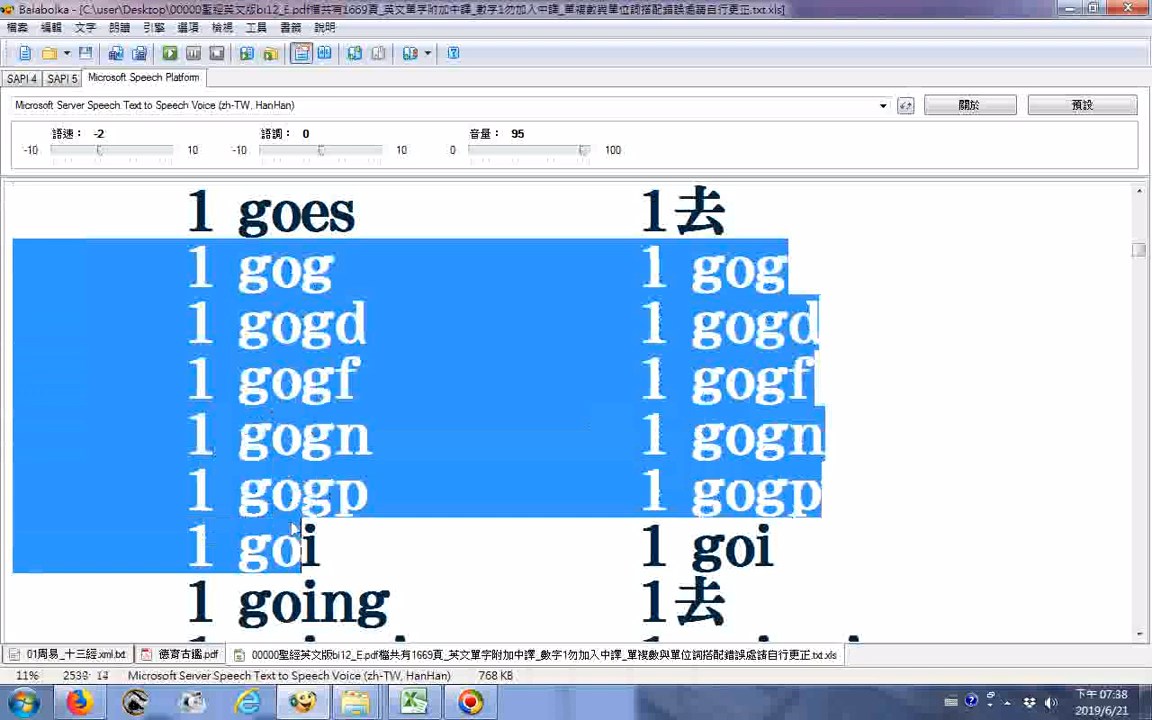 Balabolka - [C:\user\Desktop\00000聖經英文版bi12_E.pdf檔共有1669頁_英文單字附加中譯_數字1勿加入中譯_單複數與單位詞搭配錯誤處請自行更正.txt.xls]
檔案 編輯 文字 朗讀 引擎 選項 檢視 工具 書籤 說明
SAPI 4 SAPI 5 Microsoft Speech Platform
Microsoft Server Speech Text to Speech Voice (zh-TW, HanHan) 關於 預設
語速： -2 語調： 0 音量： 95
-10 10 -10 10 0 100
1 goes 1去
1 gog 1 gog
1 gogd 1 gogd
1 gogf 1 gogf
1 gogn 1 gogn
1 gogp 1 gogp
1 goi 1 goi
1 going 1去
01周易_十三經.xml.txt 德育古鑑.pdf 00000聖經英文版bi12_E.pdf檔共有1669頁_英文單字附加中譯_數字1勿加入中譯_單複數與單位詞搭配錯誤處請自行更正.txt.xls
11% 2538: 14 Microsoft Server Speech Text to Speech Voice (zh-TW, HanHan) 768 KB
下午 07:38
2019/6/21